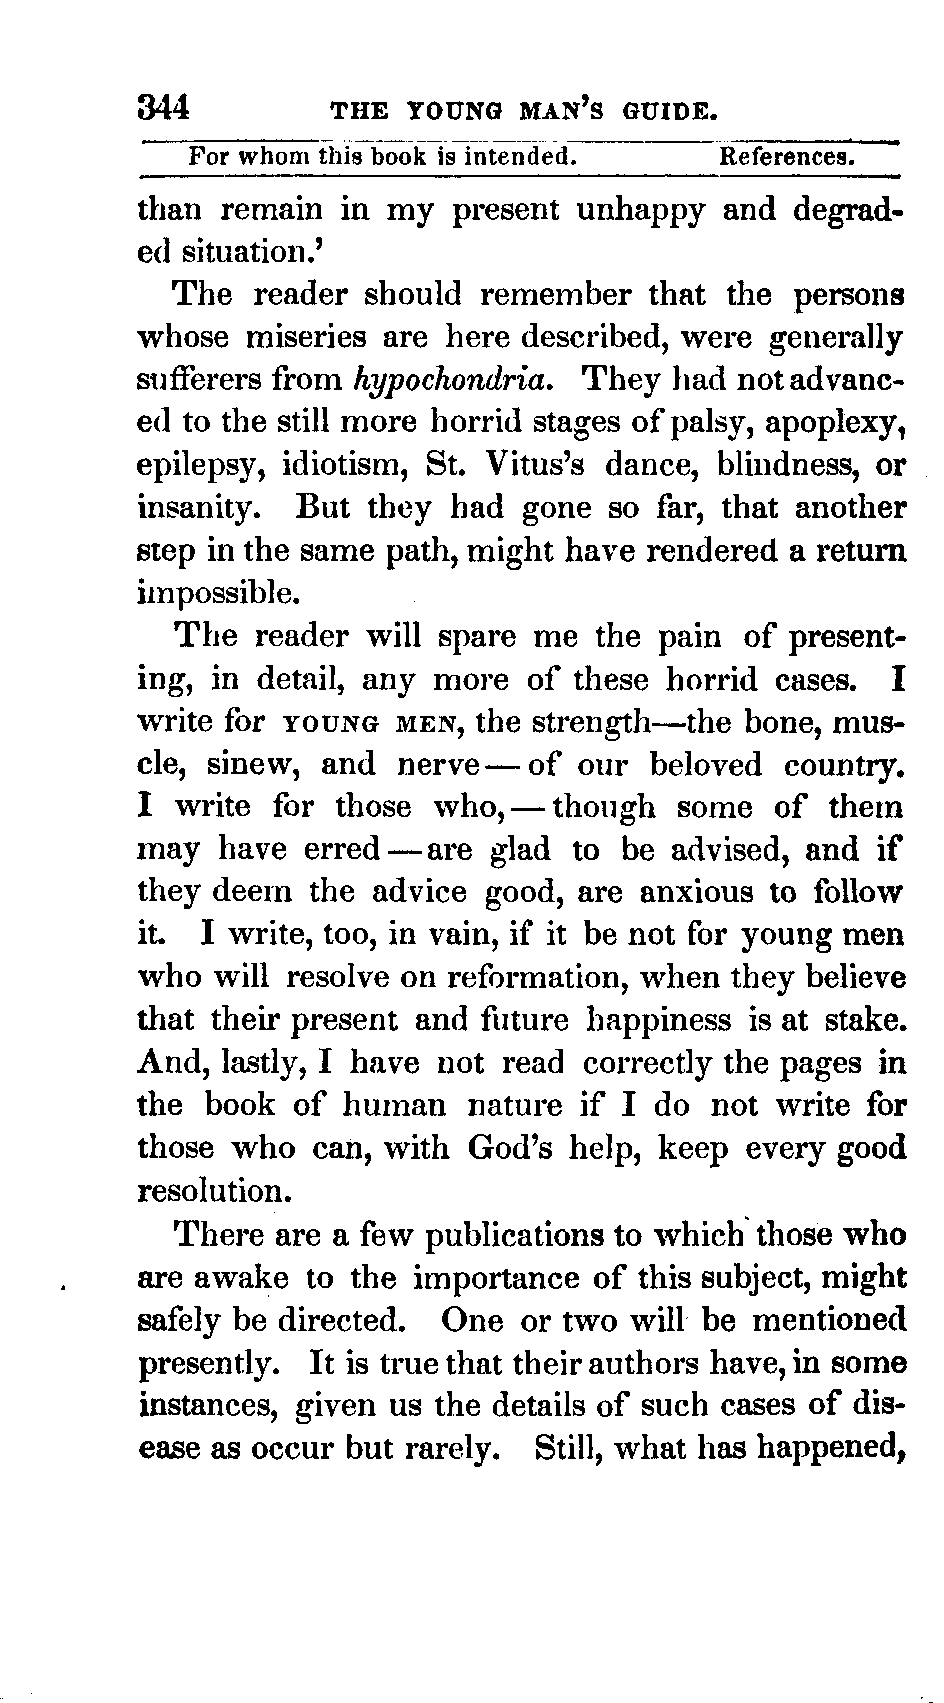 344 THE YOUNG MAN'S GUIDE.
For whom this book is intended. References.
than remain in my present unhappy and degrad-
ed situation.'
The reader should remember that the persons
whose miseries are here described, were generally
sufferers from hypochondria. They had not advanc-
ed to the still more horrid stages of palsy, apoplexy,
epilepsy, idiotism, St. Vitus's dance, blindness, or
insanity. But they had gone so far, that another
step in the same path, might have rendered a return
impossible.
The reader will spare me the pain of present-
ing, in detail, any more of these horrid cases. I
write for YOUNG MEN, the strength—the bone, mus-
cle, sinew, and nerve—of our beloved country.
I write for those who,—though some of them
may have erred—are glad to be advised, and if
they deem the advice good, are anxious to follow
it. I write, too, in vain, if it be not for young men
who will resolve on reformation, when they believe
that their present and future happiness is at stake.
And, lastly, I have not read correctly the pages in
the book of human nature if I do not write for
those who can, with God's help, keep every good
resolution.
There are a few publications to which those who
are awake to the importance of this subject, might
safely be directed. One or two will be mentioned
presently. It is true that their authors have, in some
instances, given us the details of such cases of dis-
ease as occur but rarely. Still, what has happened,